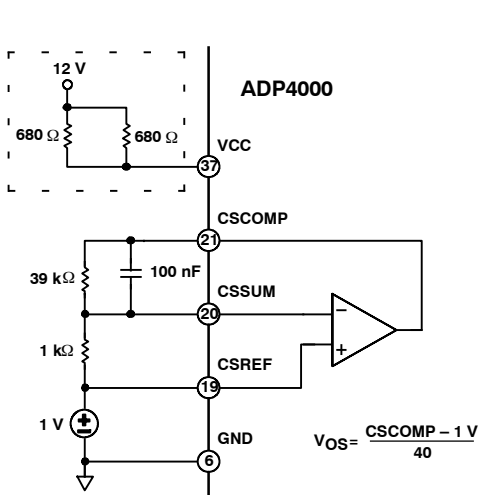 12 V
ADP4000
680 Ω
680 Ω
VCC
37
CSCOMP
21
39 kΩ
100 nF
CSSUM
20
−
1 kΩ
+
CSREF
19
1 V
GND
6
VOS= CSCOMP – 1 V
40